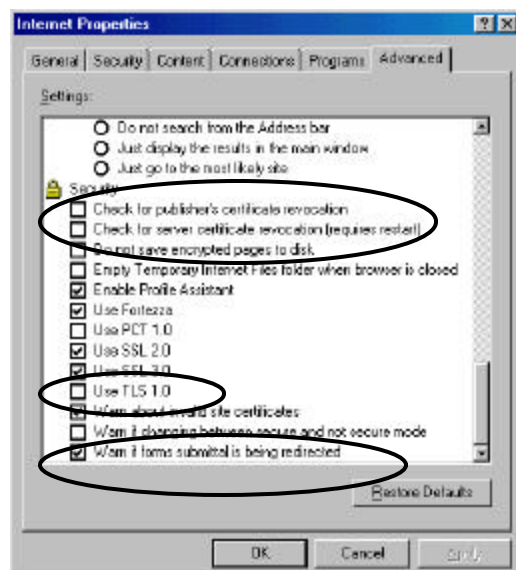 Internet Properties
General Security Content Connections Programs Advanced
Settings:
Do not search from the Address bar
Just display the results in the main window
Just go to the most likely site
Security
Check for publisher's certificate revocation
Check for server certificate revocation (requires restart)
Do not save encrypted pages to disk
Empty Temporary Internet Files folder when browser is closed
Enable Profile Assistant
Use Fortezza
Use PCT 1.0
Use SSL 2.0
Use SSL 3.0
Use TLS 1.0
Warn about invalid site certificates
Warn if changing between secure and not secure mode
Warn if forms submittal is being redirected
Restore Defaults
OK Cancel Apply